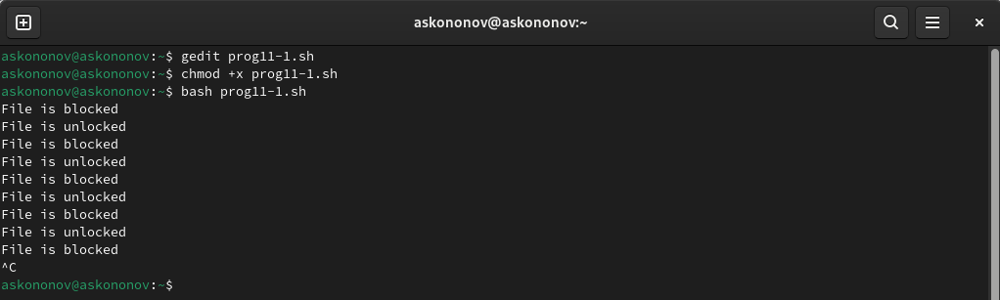 askononov@askononov:~
askononov@askononov:~$ gedit prog11-1.sh
askononov@askononov:~$ chmod +x prog11-1.sh
askononov@askononov:~$ bash prog11-1.sh
File is blocked
File is unlocked
File is blocked
File is unlocked
File is blocked
File is unlocked
File is blocked
File is unlocked
File is blocked
^C
askononov@askononov:~$